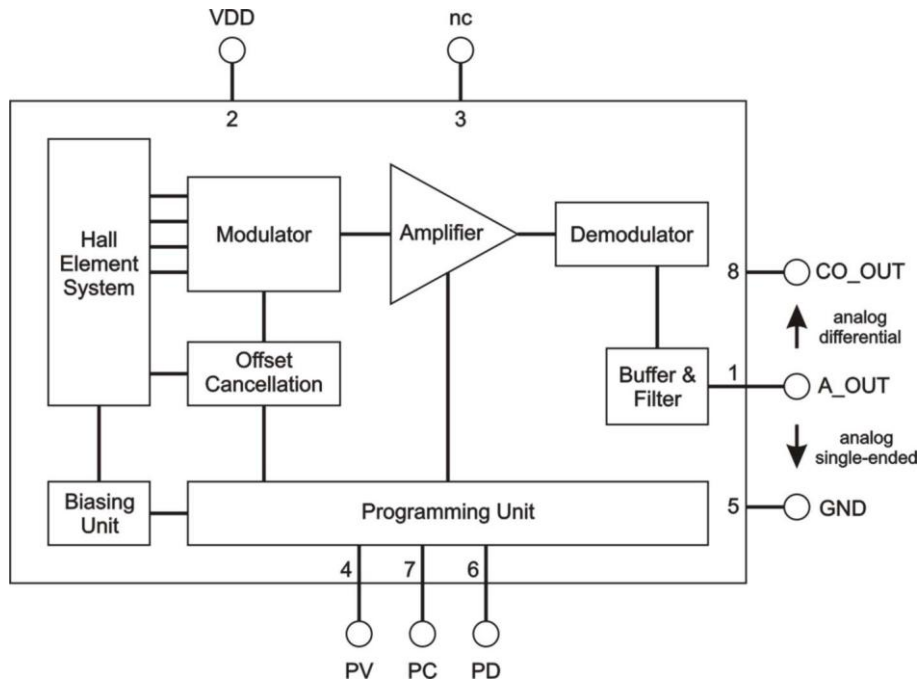 VDD
nc
2
3
Hall
Element
System
Modulator
Amplifier
Demodulator
8
CO_OUT
analog
differential
Offset
Cancellation
Buffer &
Filter
1
A_OUT
analog
single-ended
Biasing
Unit
Programming Unit
5
GND
4
7
6
PV
PC
PD